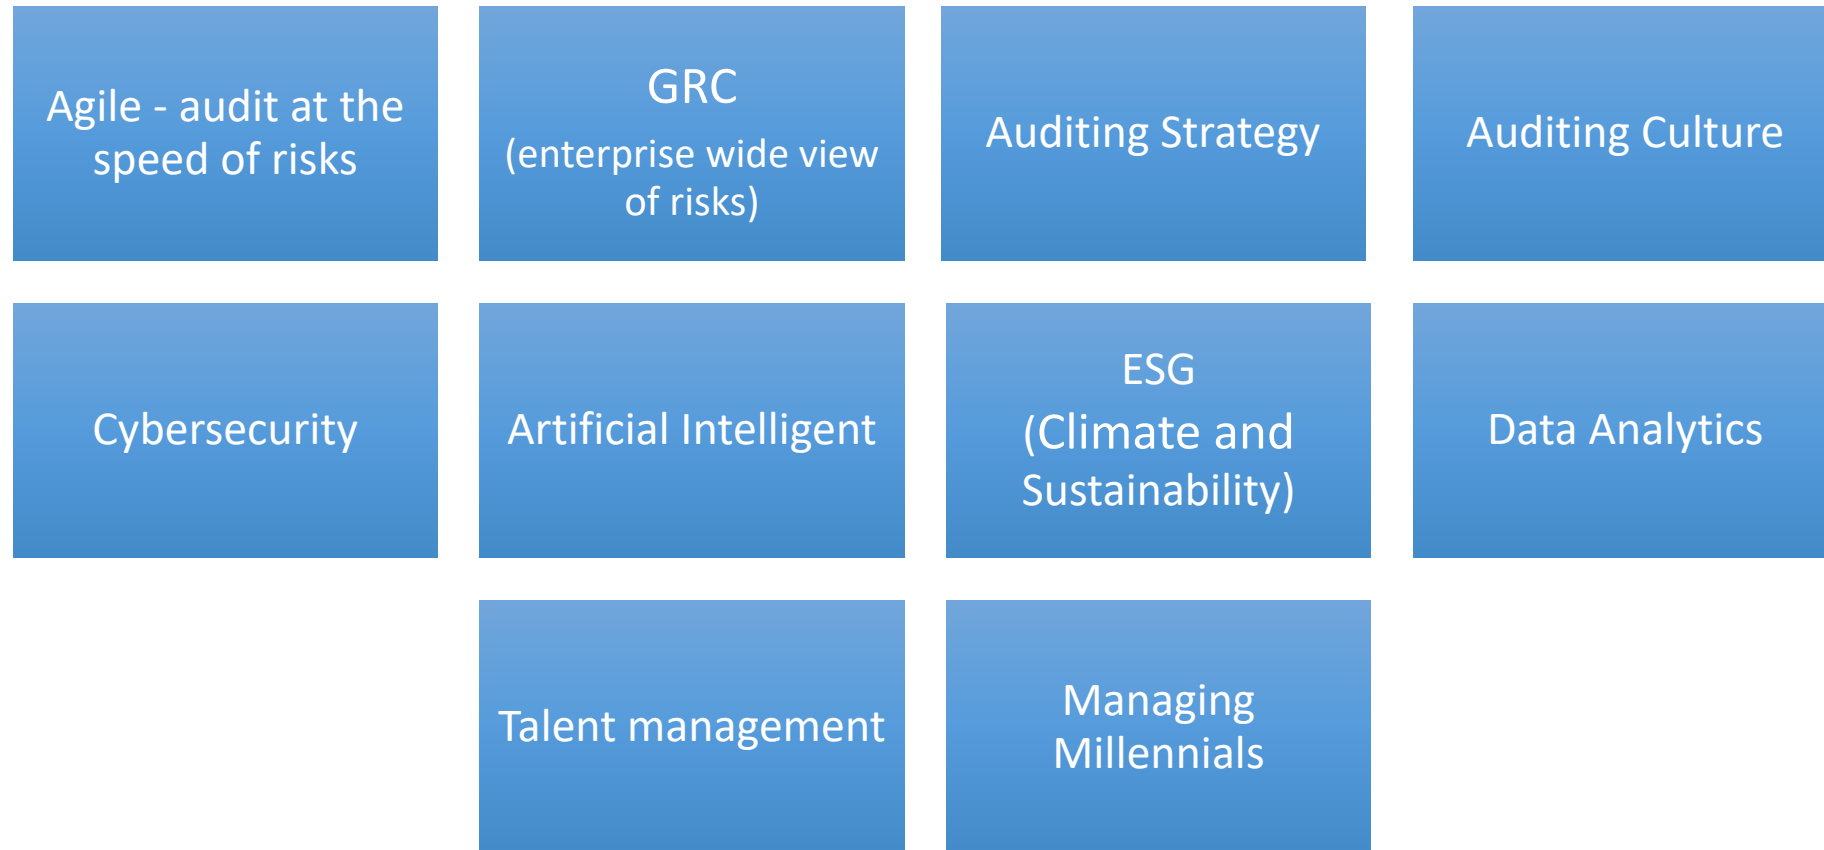 Agile - audit at the
speed of risks
GRC
(enterprise wide view
of risks)
Auditing Strategy
Auditing Culture
Cybersecurity
Artificial Intelligent
ESG
(Climate and
Sustainability)
Data Analytics
Talent management
Managing
Millennials